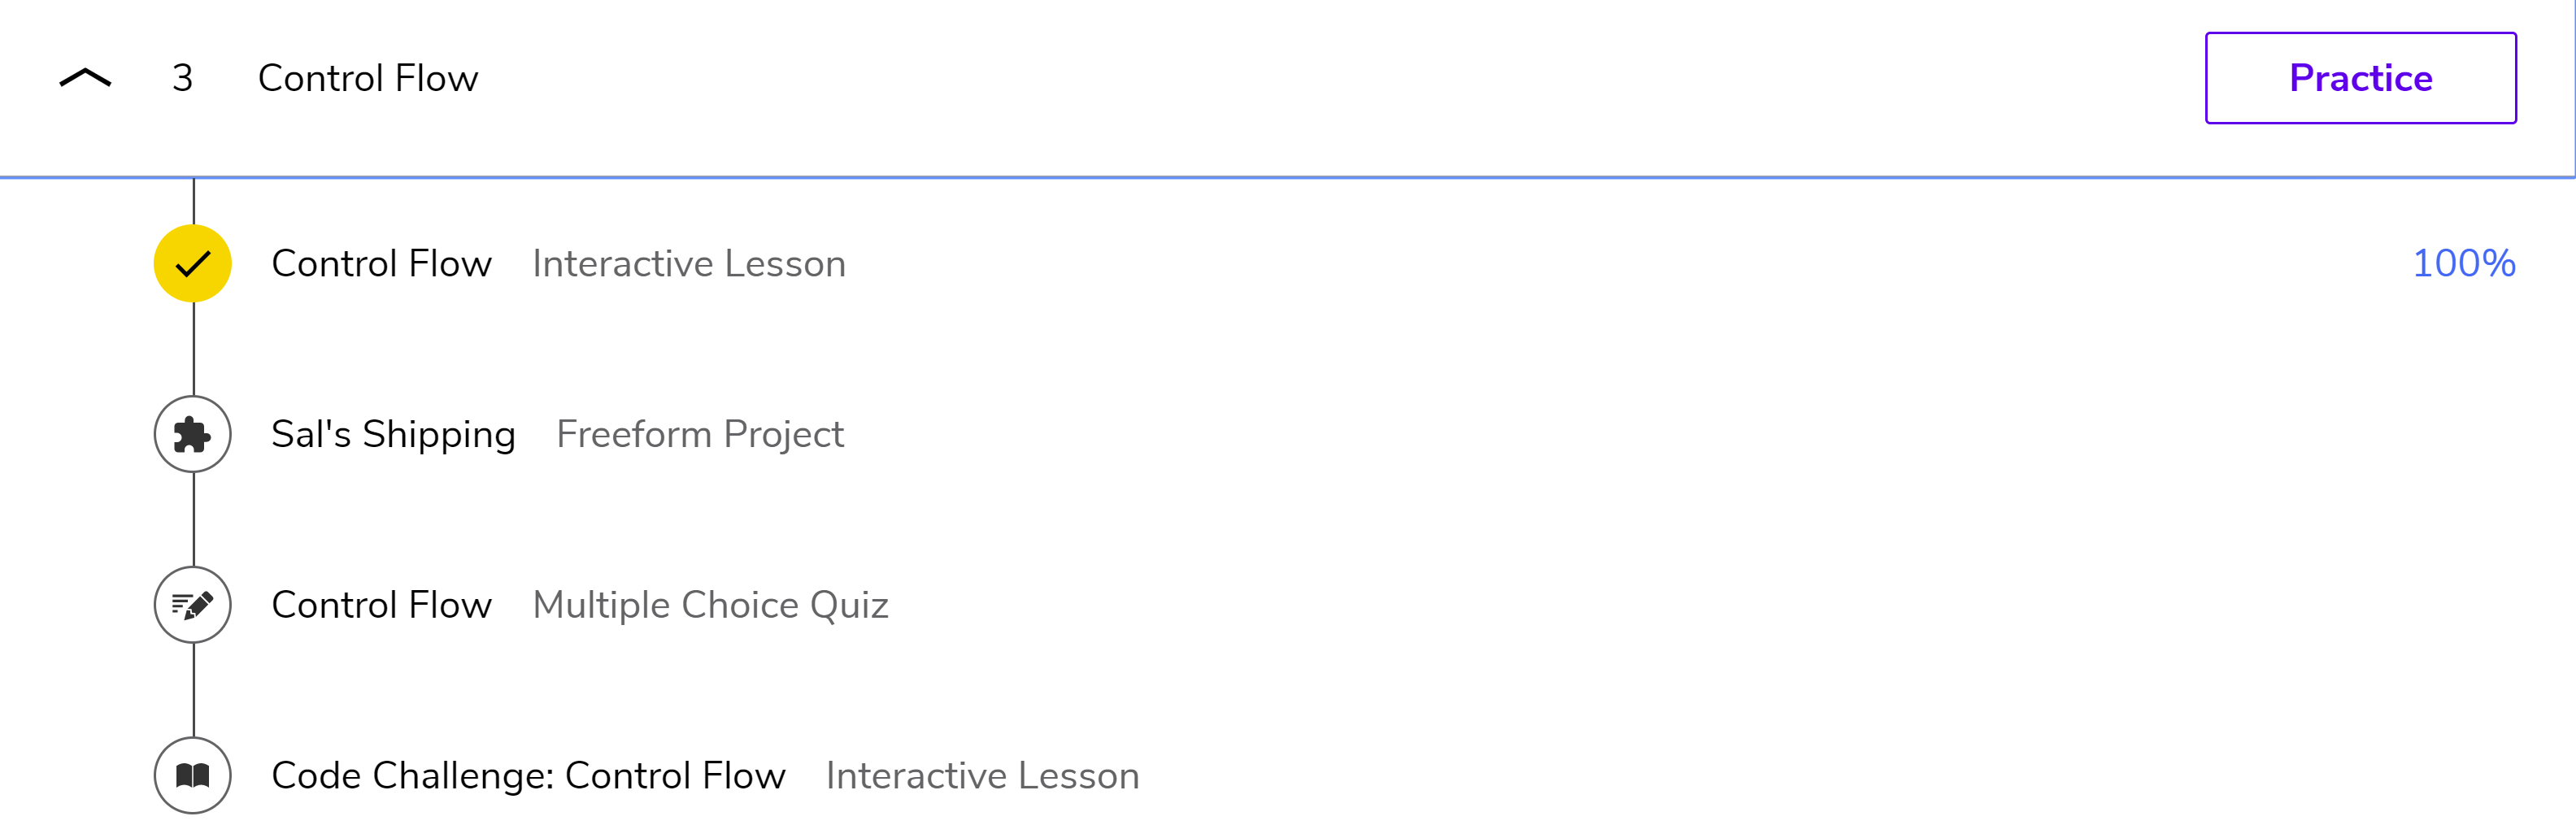 3 Control Flow Practice
Control Flow Interactive Lesson 100%
Sal's Shipping Freeform Project
Control Flow Multiple Choice Quiz
Code Challenge: Control Flow Interactive Lesson